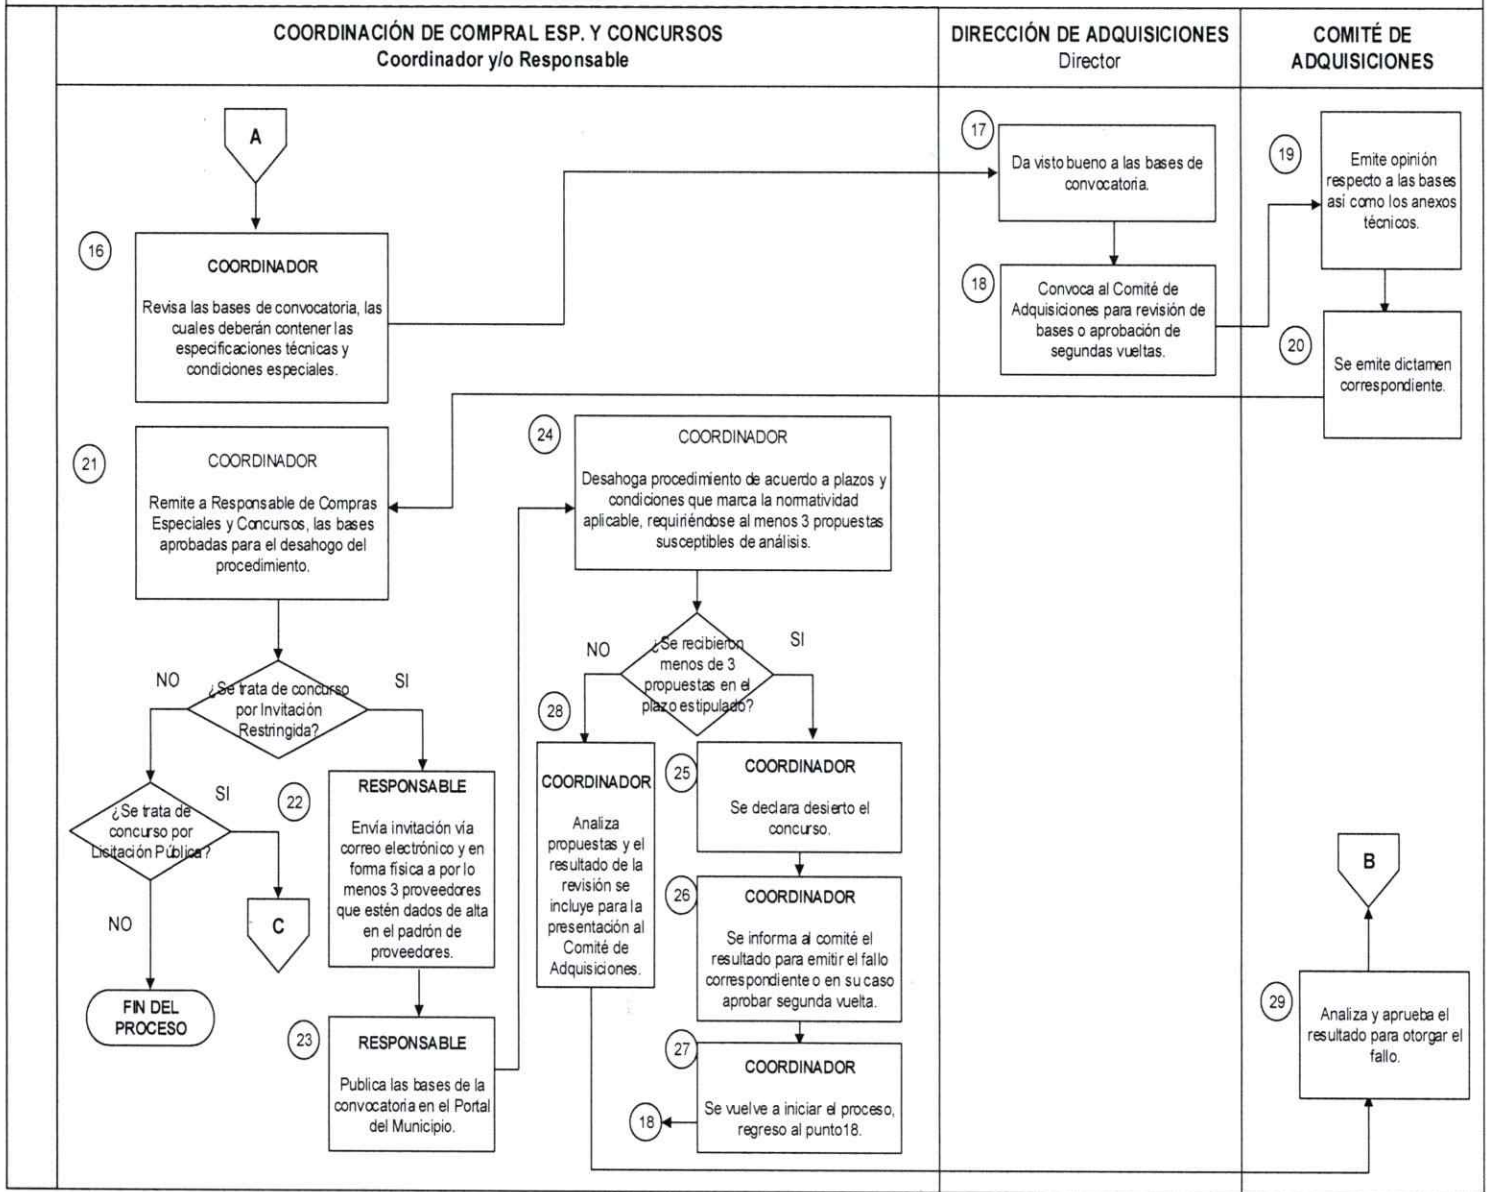 COORDINACIÓN DE COMPRAL ESP. Y CONCURSOS
Coordinador y/o Responsable
DIRECCIÓN DE ADQUISICIONES
Director
COMITÉ DE
ADQUISICIONES
A
16
COORDINADOR
Revisa las bases de convocatoria, las
cuales deberán contener las
especificaciones técnicas y
condiciones especiales.
17
Da visto bueno a las bases de
convocatoria.
18
Convoca al Comité de
Adquisiciones para revisión de
bases o aprobación de
segundas vueltas.
19
Emite opinión
respecto a las bases
así como los anexos
técnicos.
20
Se emite dictamen
correspondiente.
21
COORDINADOR
Remite a Responsable de Compras
Especiales y Concursos, las bases
aprobadas para el desahogo del
procedimiento.
NO
SI
¿Se trata de concurso
por Invitación
Restringida?
SI
¿Se trata de
concurso por
Licitación Pública?
NO
C
FIN DEL
PROCESO
22
RESPONSABLE
Envía invitación vía
correo electrónico y en
forma física a por lo
menos 3 proveedores
que estén dados de alta
en el padrón de
proveedores.
23
RESPONSABLE
Publica las bases de la
convocatoria en el Portal
del Municipio.
24
COORDINADOR
Desahoga procedimiento de acuerdo a plazos y
condiciones que marca la normatividad
aplicable, requiriéndose al menos 3 propuestas
susceptibles de análisis.
NO
SI
¿Se recibieron
menos de 3
propuestas en el
plazo estipulado?
28
COORDINADOR
Analiza
propuestas y el
resultado de la
revisión se
incluye para la
presentación al
Comité de
Adquisiciones.
25
COORDINADOR
Se declara desierto el
concurso.
26
COORDINADOR
Se informa al comité el
resultado para emitir el fallo
correspondiente o en su caso
aprobar segunda vuelta.
27
COORDINADOR
Se vuelve a iniciar el proceso,
regreso al punto18.
18
B
29
Analiza y aprueba el
resultado para otorgar el
fallo.